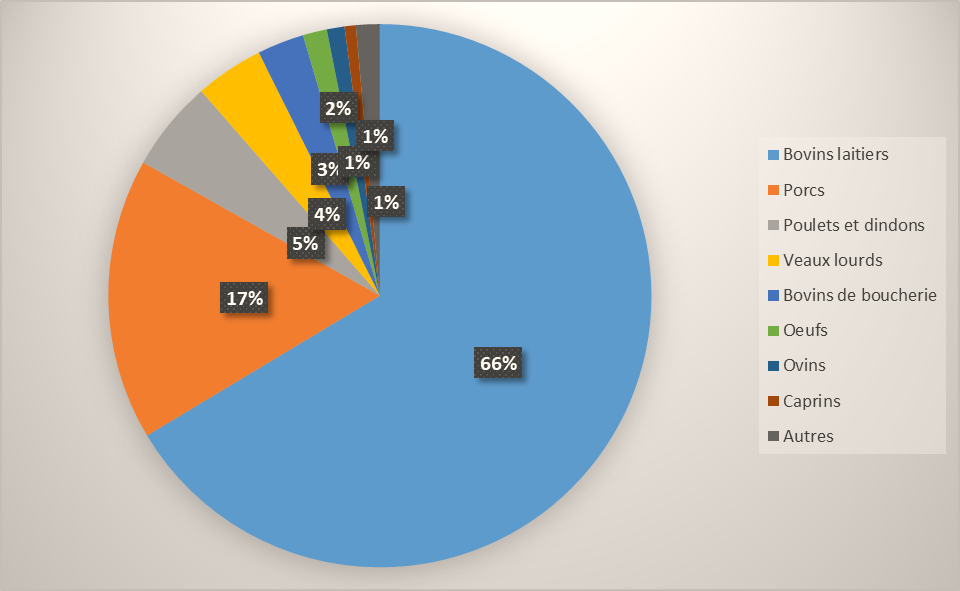 2%
1%
3%
1%
4%
1%
5%
17%
66%
Bovins laitiers
Porcs
Poulets et dindons
Veaux lourds
Bovins de boucherie
Oeufs
Ovins
Caprins
Autres